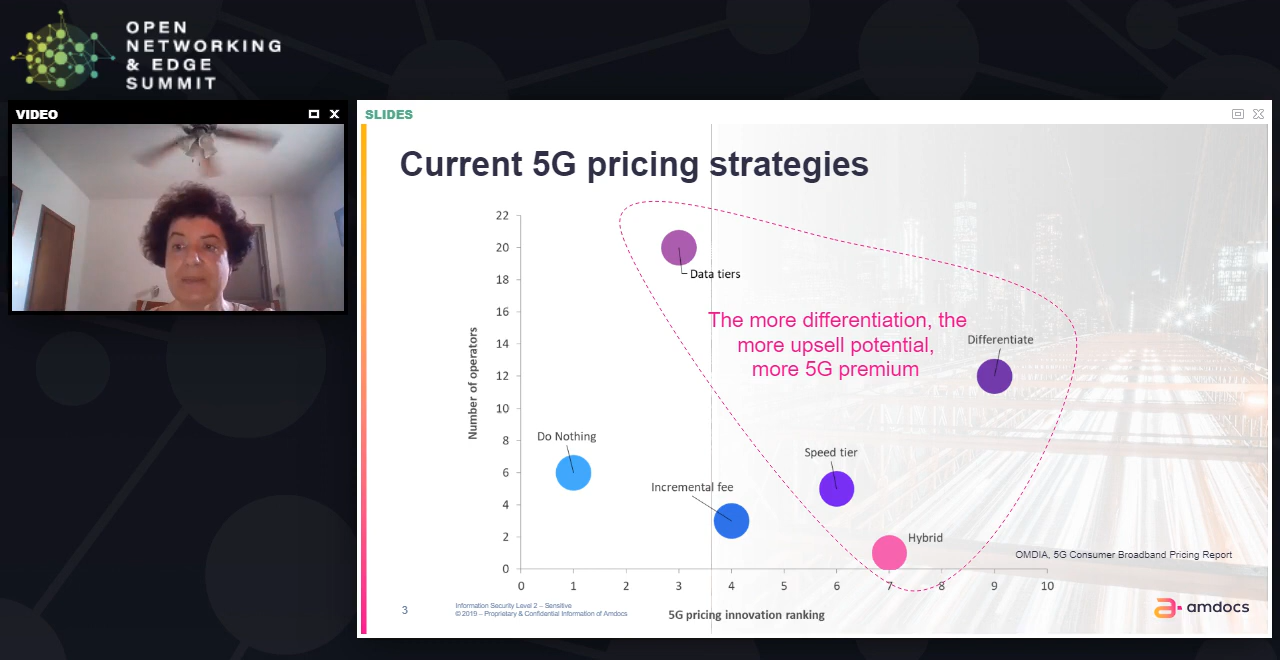 OPEN
NETWORKING
& EDGE
SUMMIT
VIDEO
SLIDES
Current 5G pricing strategies
22
20
18
16
14
12
10
8
6
4
2
0
Number of operators
Data tiers
The more differentiation, the
more upsell potential,
more 5G premium
Differentiate
Do Nothing
Speed tier
Incremental fee
Hybrid
OMDIA, 5G Consumer Broadband Pricing Report
0 1 2 3 4 5 6 7 8 9 10
5G pricing innovation ranking
3
Information Security Level 2 – Sensitive
© 2019 – Proprietary & Confidential Information of Amdocs
amdocs